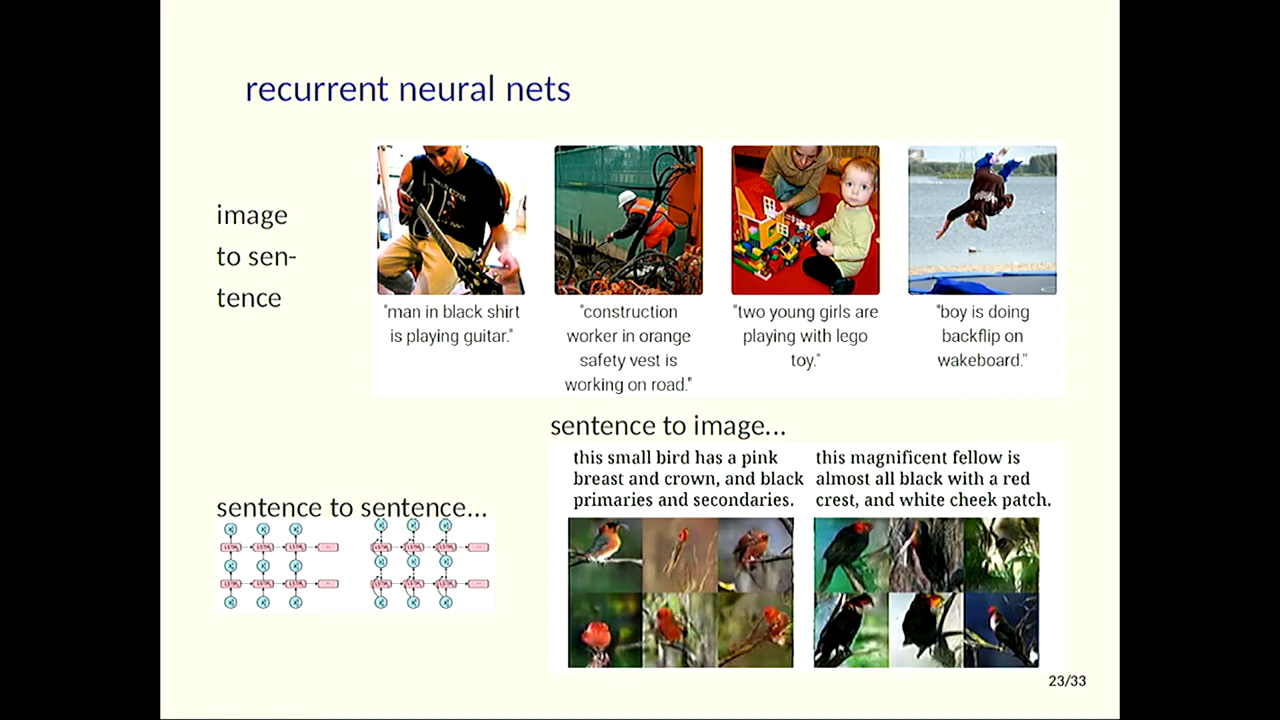 recurrent neural nets
image
to sen-
tence
"man in black shirt
is playing guitar."
"construction
worker in orange
safety vest is
working on road."
"two young girls are
playing with lego
toy."
"boy is doing
backflip on
wakeboard."
sentence to image...
this small bird has a pink
breast and crown, and black
primaries and secondaries.
this magnificent fellow is
almost all black with a red
crest, and white cheek patch.
sentence to sentence...
23/33